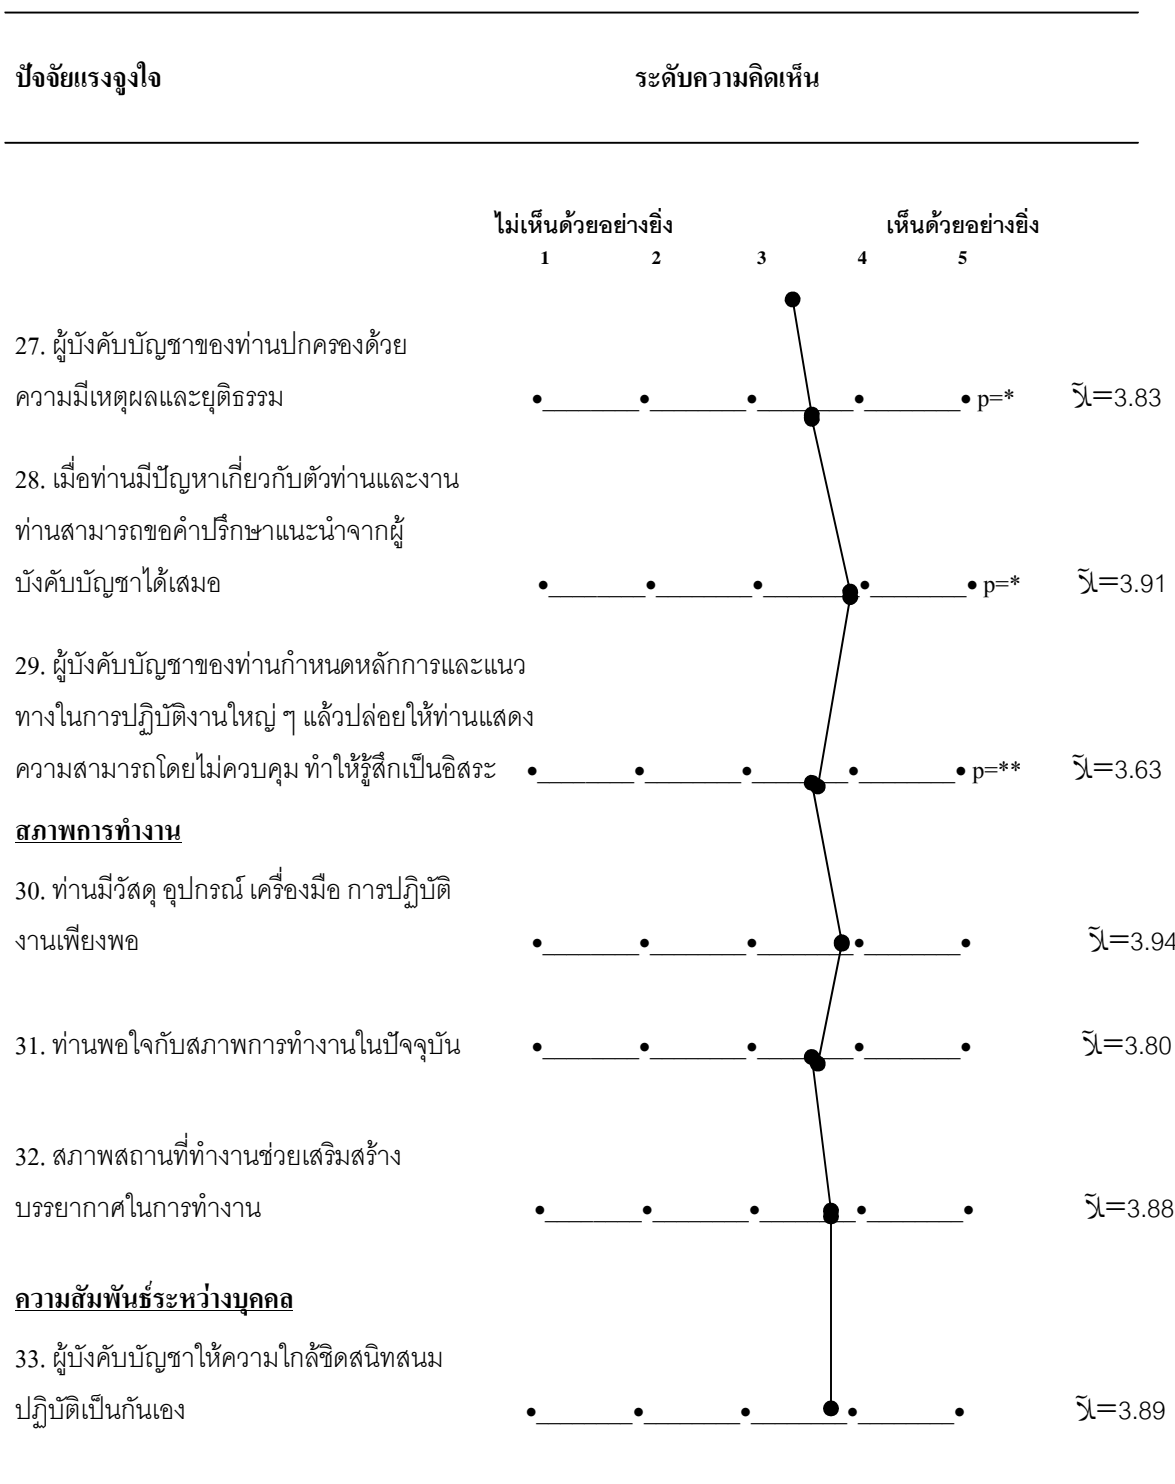 ปัจจัยแรงจูงใจ ระดับความคิดเห็น
ไม่เห็นด้วยอย่างยิ่ง เห็นด้วยอย่างยิ่ง
1 2 3 4 5
27. ผู้บังคับบัญชาของท่านปกครองด้วย
ความมีเหตุผลและยุติธรรม p=* =3.83
28. เมื่อท่านมีปัญหาเกี่ยวกับตัวท่านและงาน
ท่านสามารถขอคำปรึกษาแนะนำจากผู้
บังคับบัญชาได้เสมอ p=* =3.91
29. ผู้บังคับบัญชาของท่านกำหนดหลักการและแนว
ทางในการปฏิบัติงานใหญ่ ๆ แล้วปล่อยให้ท่านแสดง
ความสามารถโดยไม่ควบคุม ทำให้รู้สึกเป็นอิสระ p=** =3.63
สภาพการทำงาน
30. ท่านมีวัสดุ อุปกรณ์ เครื่องมือ การปฏิบัติ
งานเพียงพอ =3.94
31. ท่านพอใจกับสภาพการทำงานในปัจจุบัน =3.80
32. สภาพสถานที่ทำงานช่วยเสริมสร้าง
บรรยากาศในการทำงาน =3.88
ความสัมพันธ์ระหว่างบุคคล
33. ผู้บังคับบัญชาให้ความใกล้ชิดสนิทสนม
ปฏิบัติเป็นกันเอง =3.89